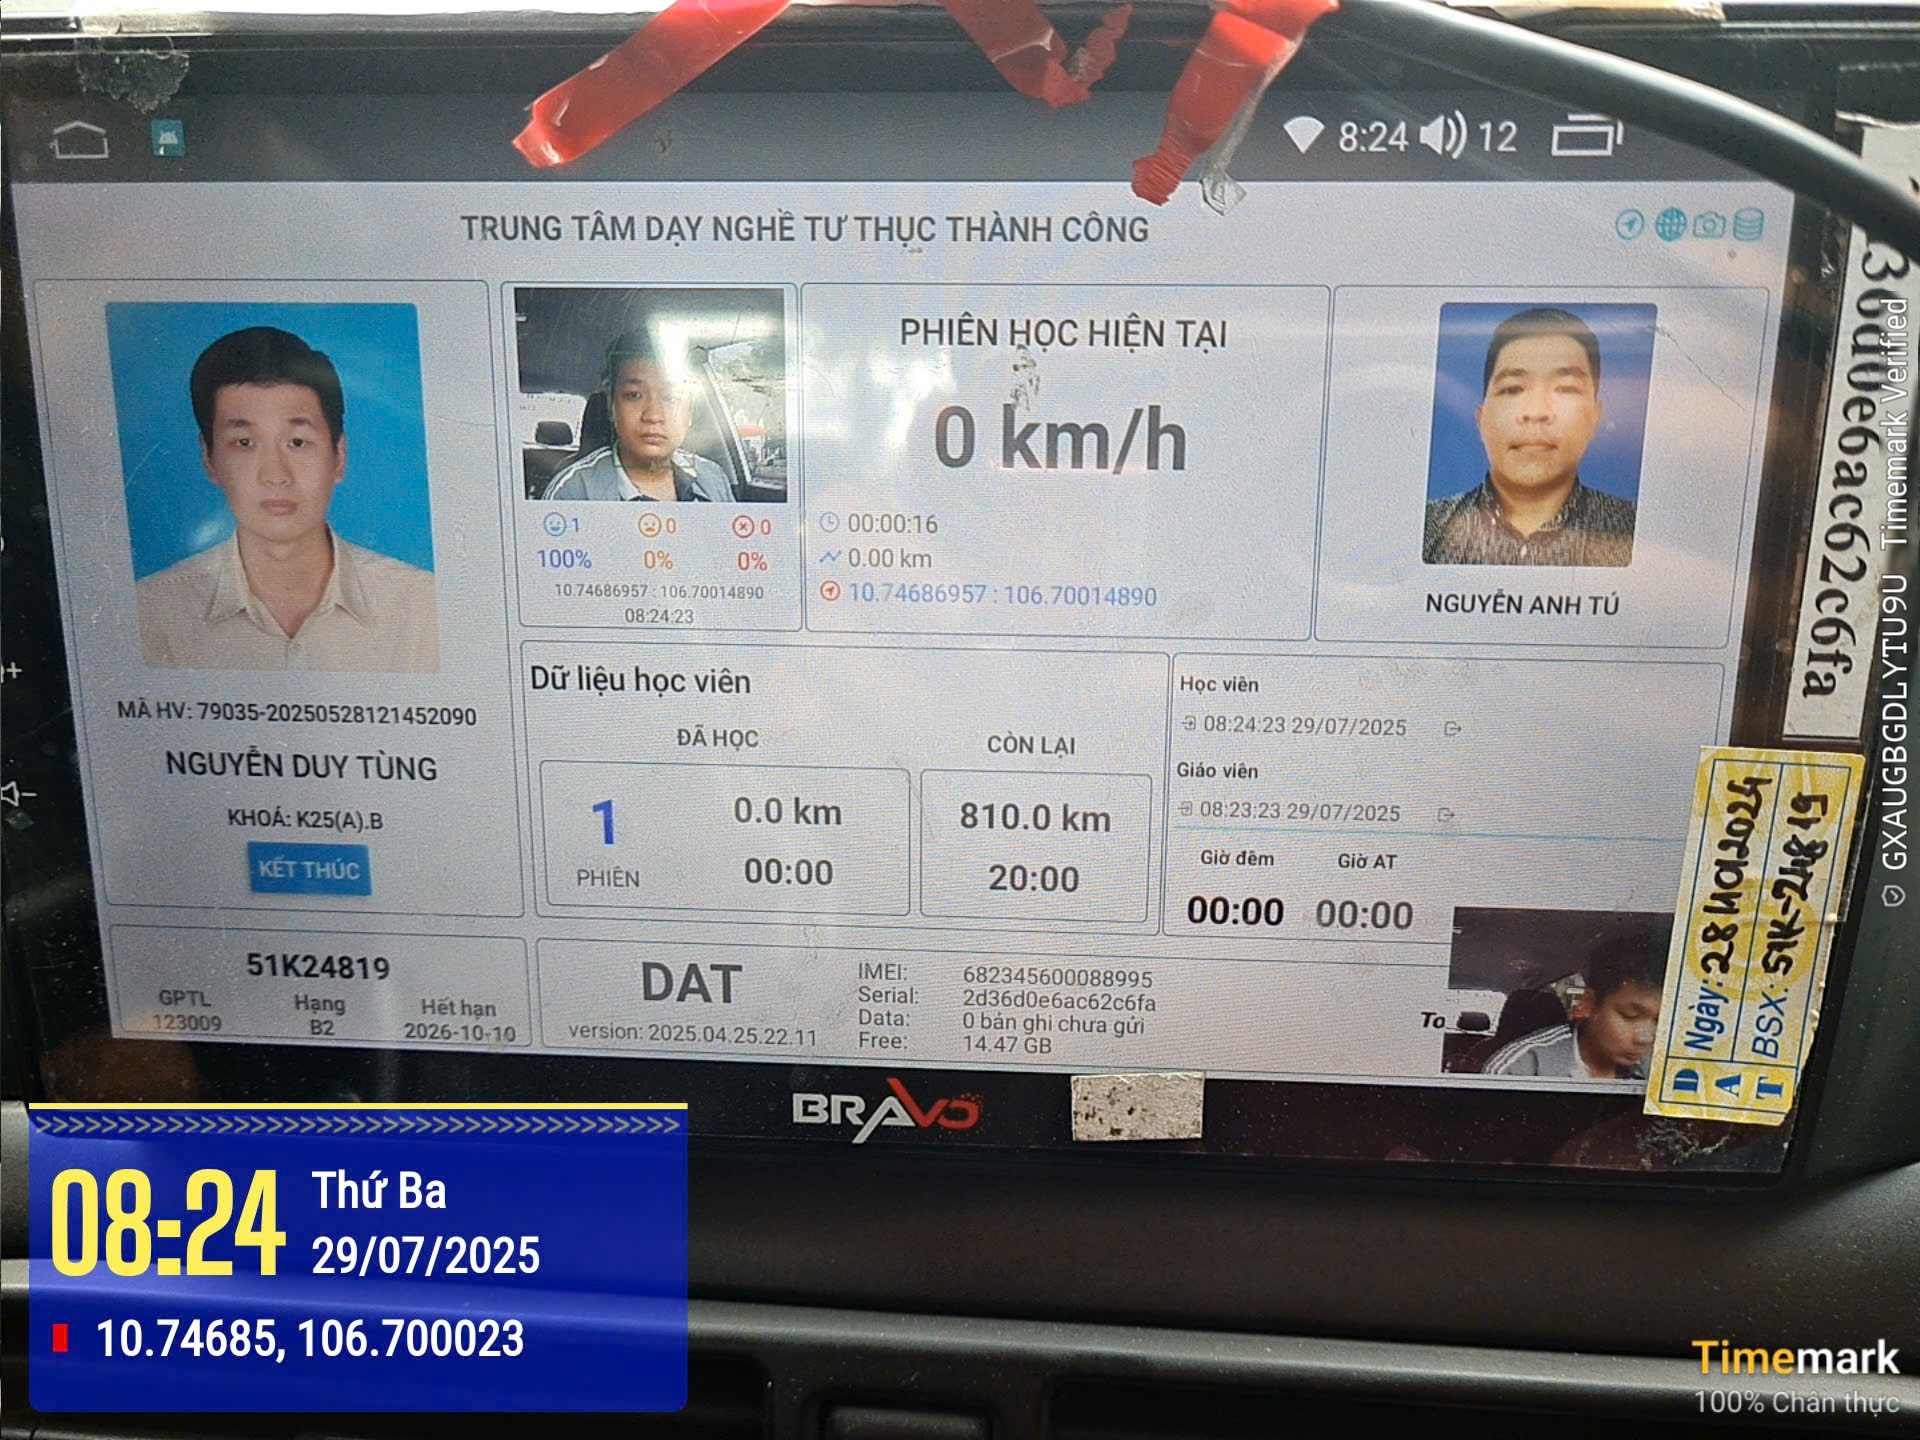 8:24 12
TRUNG TÂM DẠY NGHỀ TƯ THỤC THÀNH CÔNG
MÃ HV: 79035-20250528121452090
NGUYỄN DUY TÙNG
KHOÁ: K25(A).B
KẾT THÚC
1 0 0
100% 0% 0%
10.74686957 : 106.70014890
08:24:23
PHIÊN HỌC HIỆN TẠI
0 km/h
00:00:16
0.00 km
10.74686957 : 106.70014890
NGUYỄN ANH TÚ
Dữ liệu học viên
ĐÃ HỌC
1
PHIÊN
0.0 km
00:00
CÒN LẠI
810.0 km
20:00
Học viên
08:24:23 29/07/2025
Giáo viên
08:23:23 29/07/2025
Giờ đêm Giờ AT
00:00 00:00
51K24819
GPTL Hạng Hết hạn
123009 B2 2026-10-10
DAT
version: 2025.04.25.22.11
IMEI: 682345600088995
Serial: 2d36d0e6ac62c6fa
Data: 0 bản ghi chưa gửi
Free: 14.47 GB
To
BRAVO
36d0e6ac62c6fa
DAT
Ngày: 28/10/2024
BSX: 51K-24819
GXAUGBGDLYTU9U Timemark Verified
08:24
Thứ Ba
29/07/2025
10.74685, 106.700023
Timemark
100% Chân thực